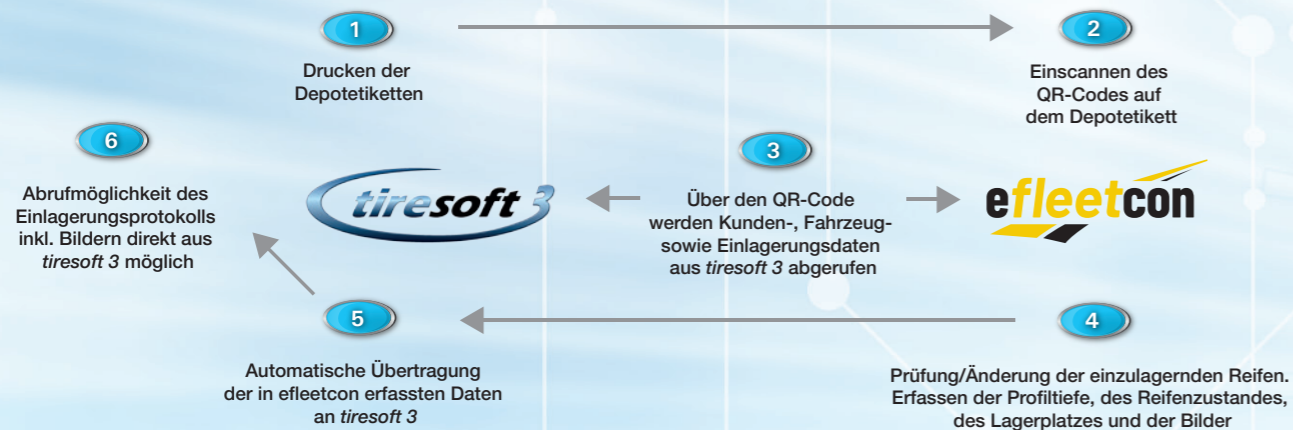 1
Drucken der
Depotetiketten
2
Einscannen des
QR-Codes auf
dem Depotetikett
3
Über den QR-Code
werden Kunden-, Fahrzeug-
sowie Einlagerungsdaten
aus tiresoft 3 abgerufen
tiresoft 3
efleetcon
4
Prüfung/Änderung der einzulagernden Reifen.
Erfassen der Profiltiefe, des Reifenzustandes,
des Lagerplatzes und der Bilder
5
Automatische Übertragung
der in efleetcon erfassten Daten
an tiresoft 3
6
Abrufmöglichkeit des
Einlagerungsprotokolls
inkl. Bildern direkt aus
tiresoft 3 möglich